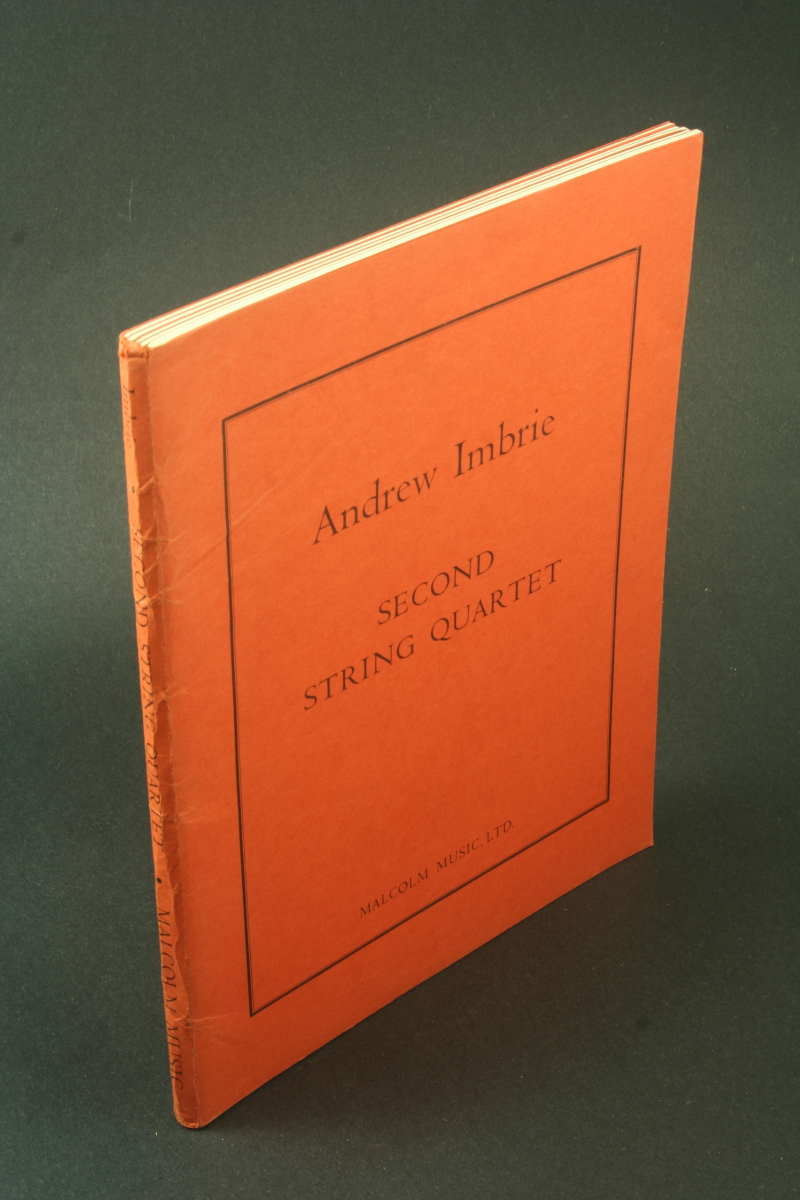 Andrew Imbrie
SECOND
STRING QUARTET
MALCOLM MUSIC, LTD.
Imbrie • SECOND STRING QUARTET • MALCOLM MUSIC